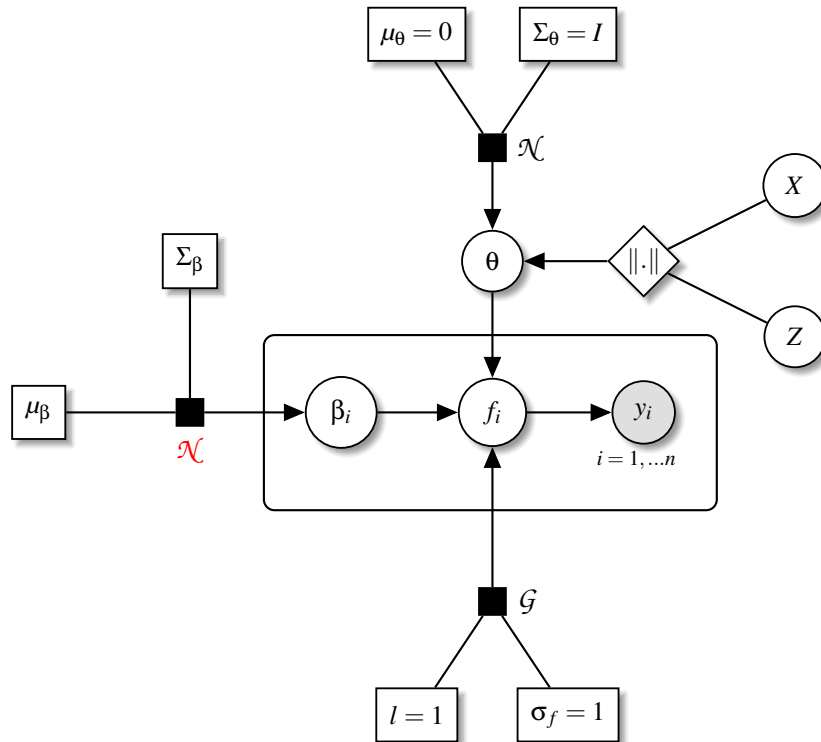 μ_θ = 0
Σ_θ = I
𝒩
X
‖.‖
θ
Z
Σ_β
μ_β
𝒩
β_i
f_i
y_i
i = 1,...n
𝒢
l = 1
σ_f = 1